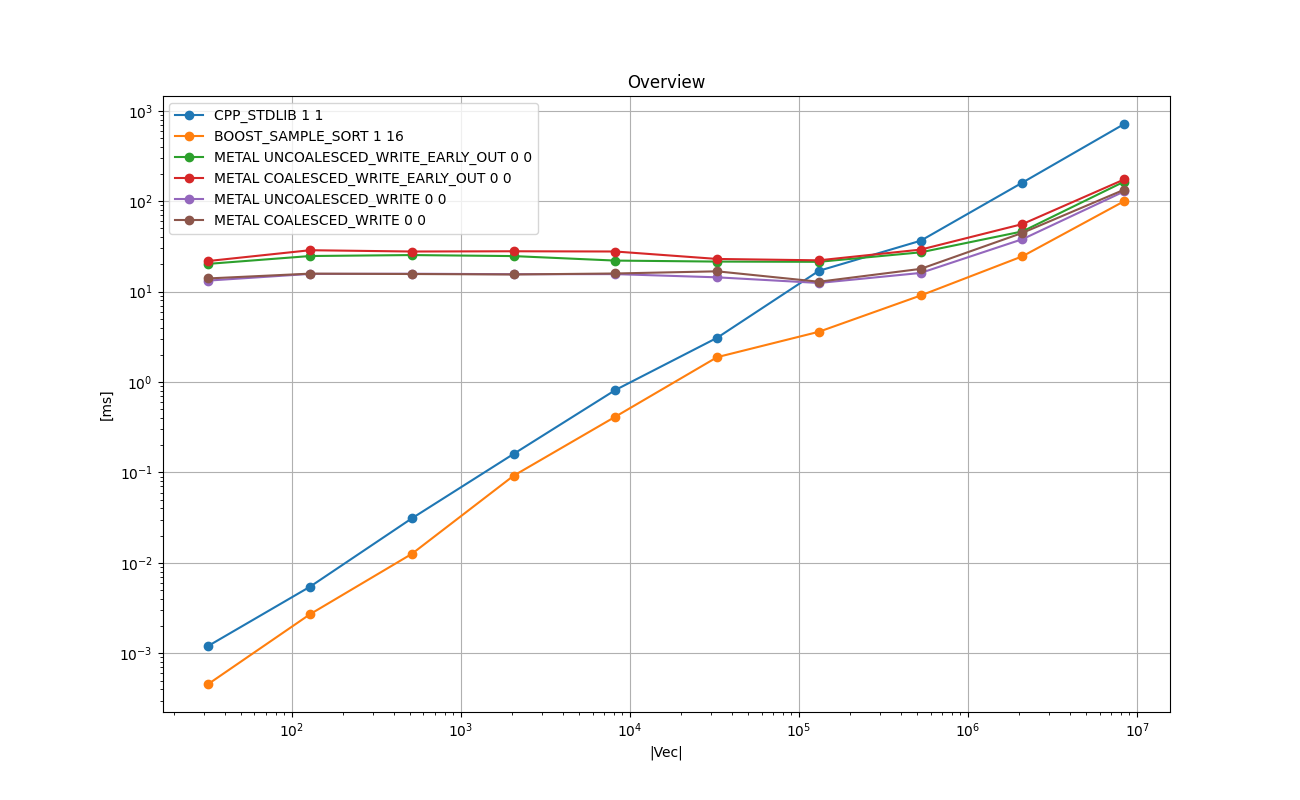 Overview
CPP_STDLIB 1 1
BOOST_SAMPLE_SORT 1 16
METAL UNCOALESCED_WRITE_EARLY_OUT 0 0
METAL COALESCED_WRITE_EARLY_OUT 0 0
METAL UNCOALESCED_WRITE 0 0
METAL COALESCED_WRITE 0 0
10³
10²
10¹
10⁰
10⁻¹
10⁻²
10⁻³
[ms]
10² 10³ 10⁴ 10⁵ 10⁶ 10⁷
|Vec|